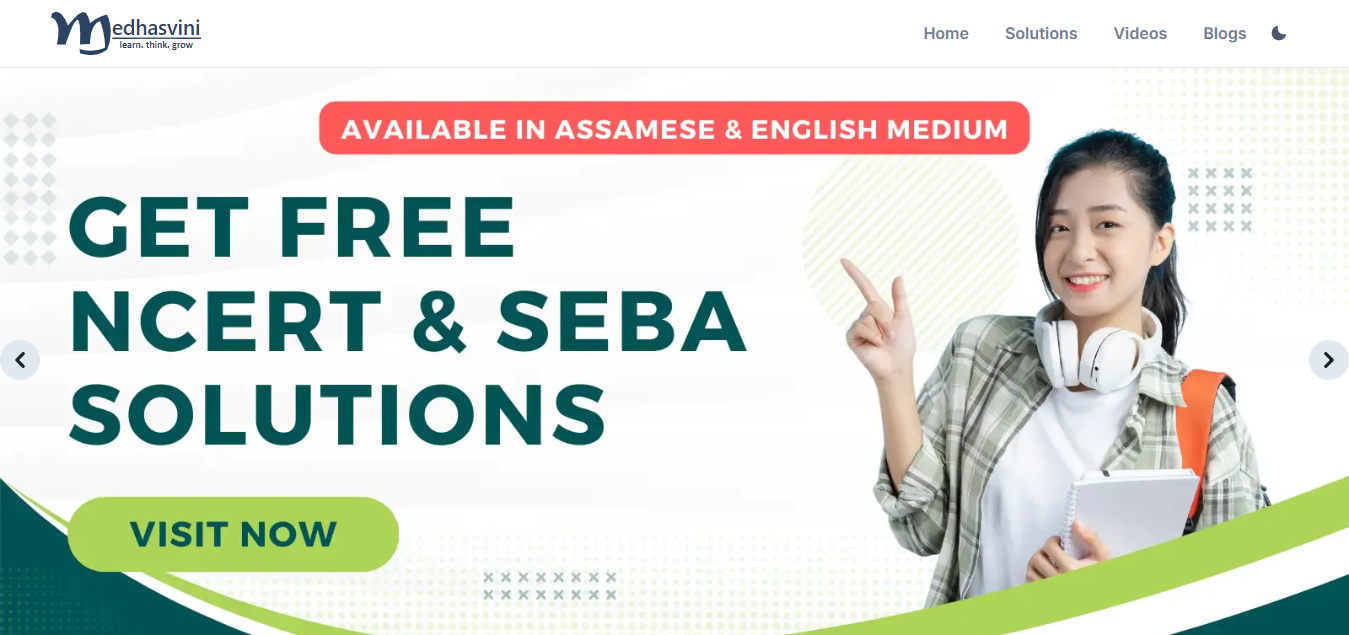 Medhasvini
learn. think. grow
Home Solutions Videos Blogs
AVAILABLE IN ASSAMESE & ENGLISH MEDIUM
GET FREE
NCERT & SEBA
SOLUTIONS
VISIT NOW